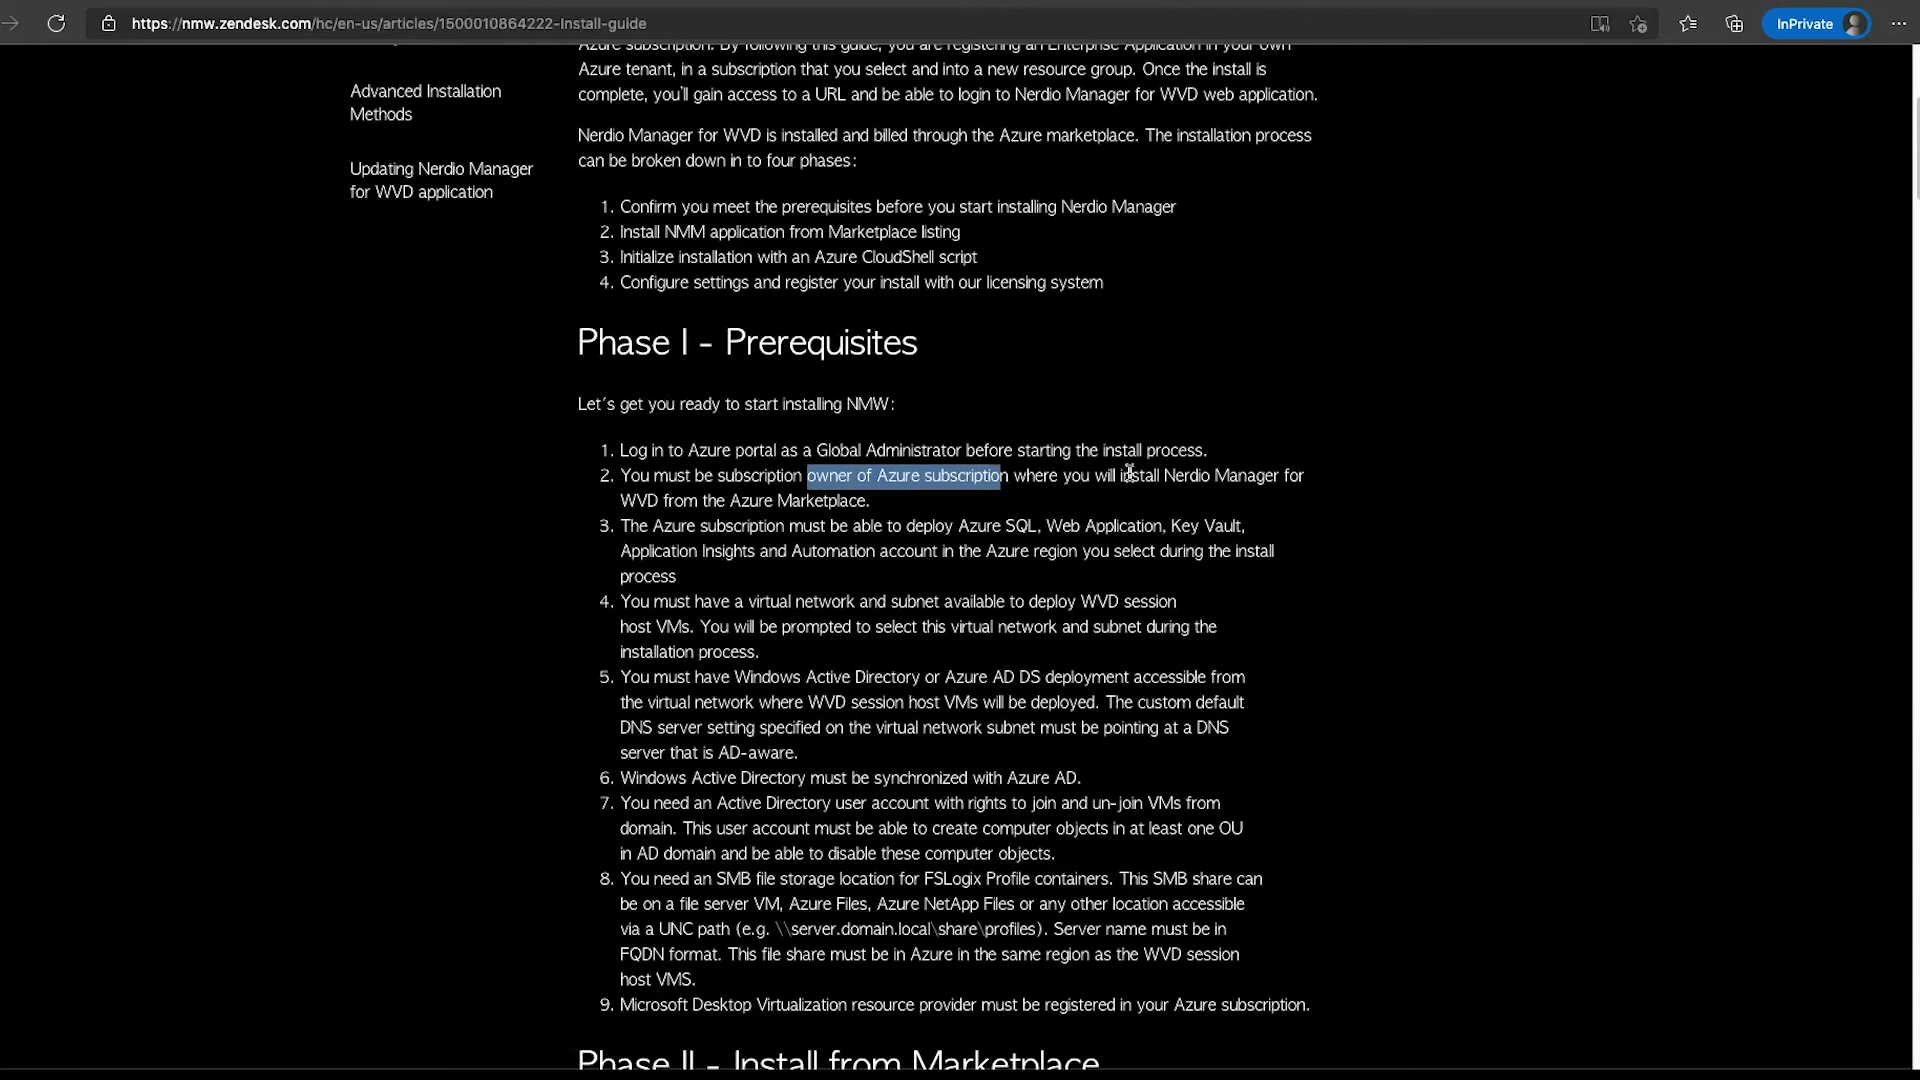 https://nmw.zendesk.com/hc/en-us/articles/1500010864222-Install-guide
InPrivate
Advanced Installation
Methods
Updating Nerdio Manager
for WVD application
Azure subscription. By following this guide, you are registering an Enterprise Application in your own
Azure tenant, in a subscription that you select and into a new resource group. Once the install is
complete, you'll gain access to a URL and be able to login to Nerdio Manager for WVD web application.
Nerdio Manager for WVD is installed and billed through the Azure marketplace. The installation process
can be broken down in to four phases:
1. Confirm you meet the prerequisites before you start installing Nerdio Manager
2. Install NMM application from Marketplace listing
3. Initialize installation with an Azure CloudShell script
4. Configure settings and register your install with our licensing system
Phase I - Prerequisites
Let's get you ready to start installing NMW:
1. Log in to Azure portal as a Global Administrator before starting the install process.
2. You must be subscription owner of Azure subscription where you will install Nerdio Manager for
WVD from the Azure Marketplace.
3. The Azure subscription must be able to deploy Azure SQL, Web Application, Key Vault,
Application Insights and Automation account in the Azure region you select during the install
process
4. You must have a virtual network and subnet available to deploy WVD session
host VMs. You will be prompted to select this virtual network and subnet during the
installation process.
5. You must have Windows Active Directory or Azure AD DS deployment accessible from
the virtual network where WVD session host VMs will be deployed. The custom default
DNS server setting specified on the virtual network subnet must be pointing at a DNS
server that is AD-aware.
6. Windows Active Directory must be synchronized with Azure AD.
7. You need an Active Directory user account with rights to join and un-join VMs from
domain. This user account must be able to create computer objects in at least one OU
in AD domain and be able to disable these computer objects.
8. You need an SMB file storage location for FSLogix Profile containers. This SMB share can
be on a file server VM, Azure Files, Azure NetApp Files or any other location accessible
via a UNC path (e.g. \\server.domain.local\share\profiles). Server name must be in
FQDN format. This file share must be in Azure in the same region as the WVD session
host VMS.
9. Microsoft Desktop Virtualization resource provider must be registered in your Azure subscription.
Phase II - Install from Marketplace